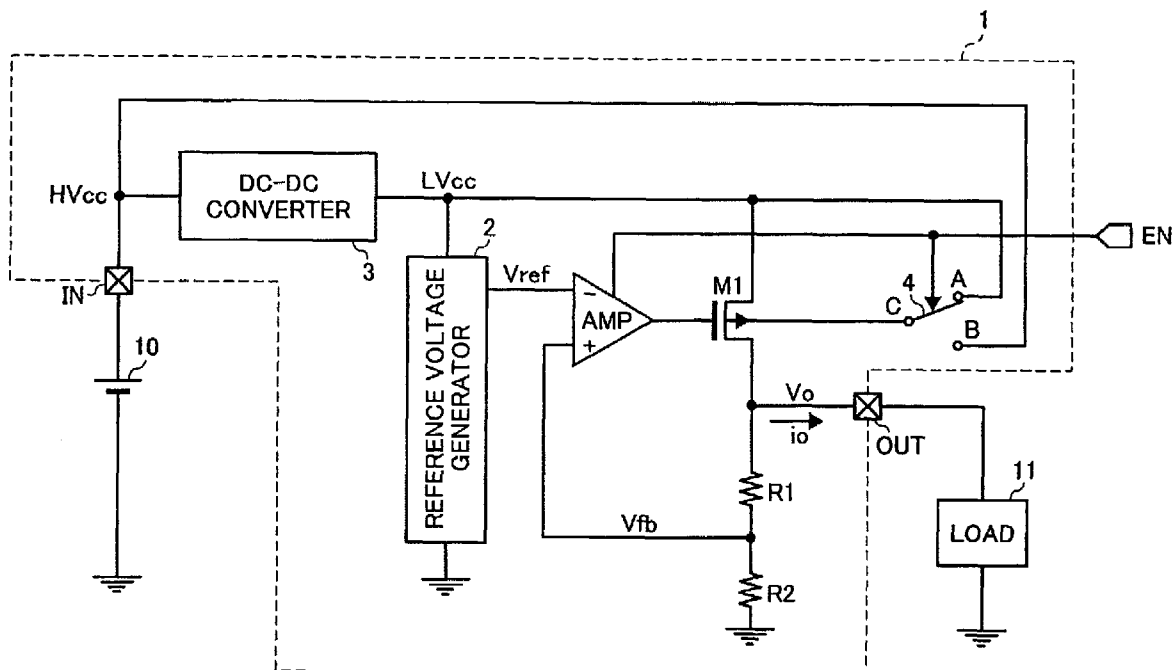 1
HVcc
DC-DC
CONVERTER
3
LVcc
EN
IN
2
REFERENCE VOLTAGE
GENERATOR
Vref
AMP
−
+
M1
4
A
C
B
10
Vo
io
OUT
R1
Vfb
R2
11
LOAD